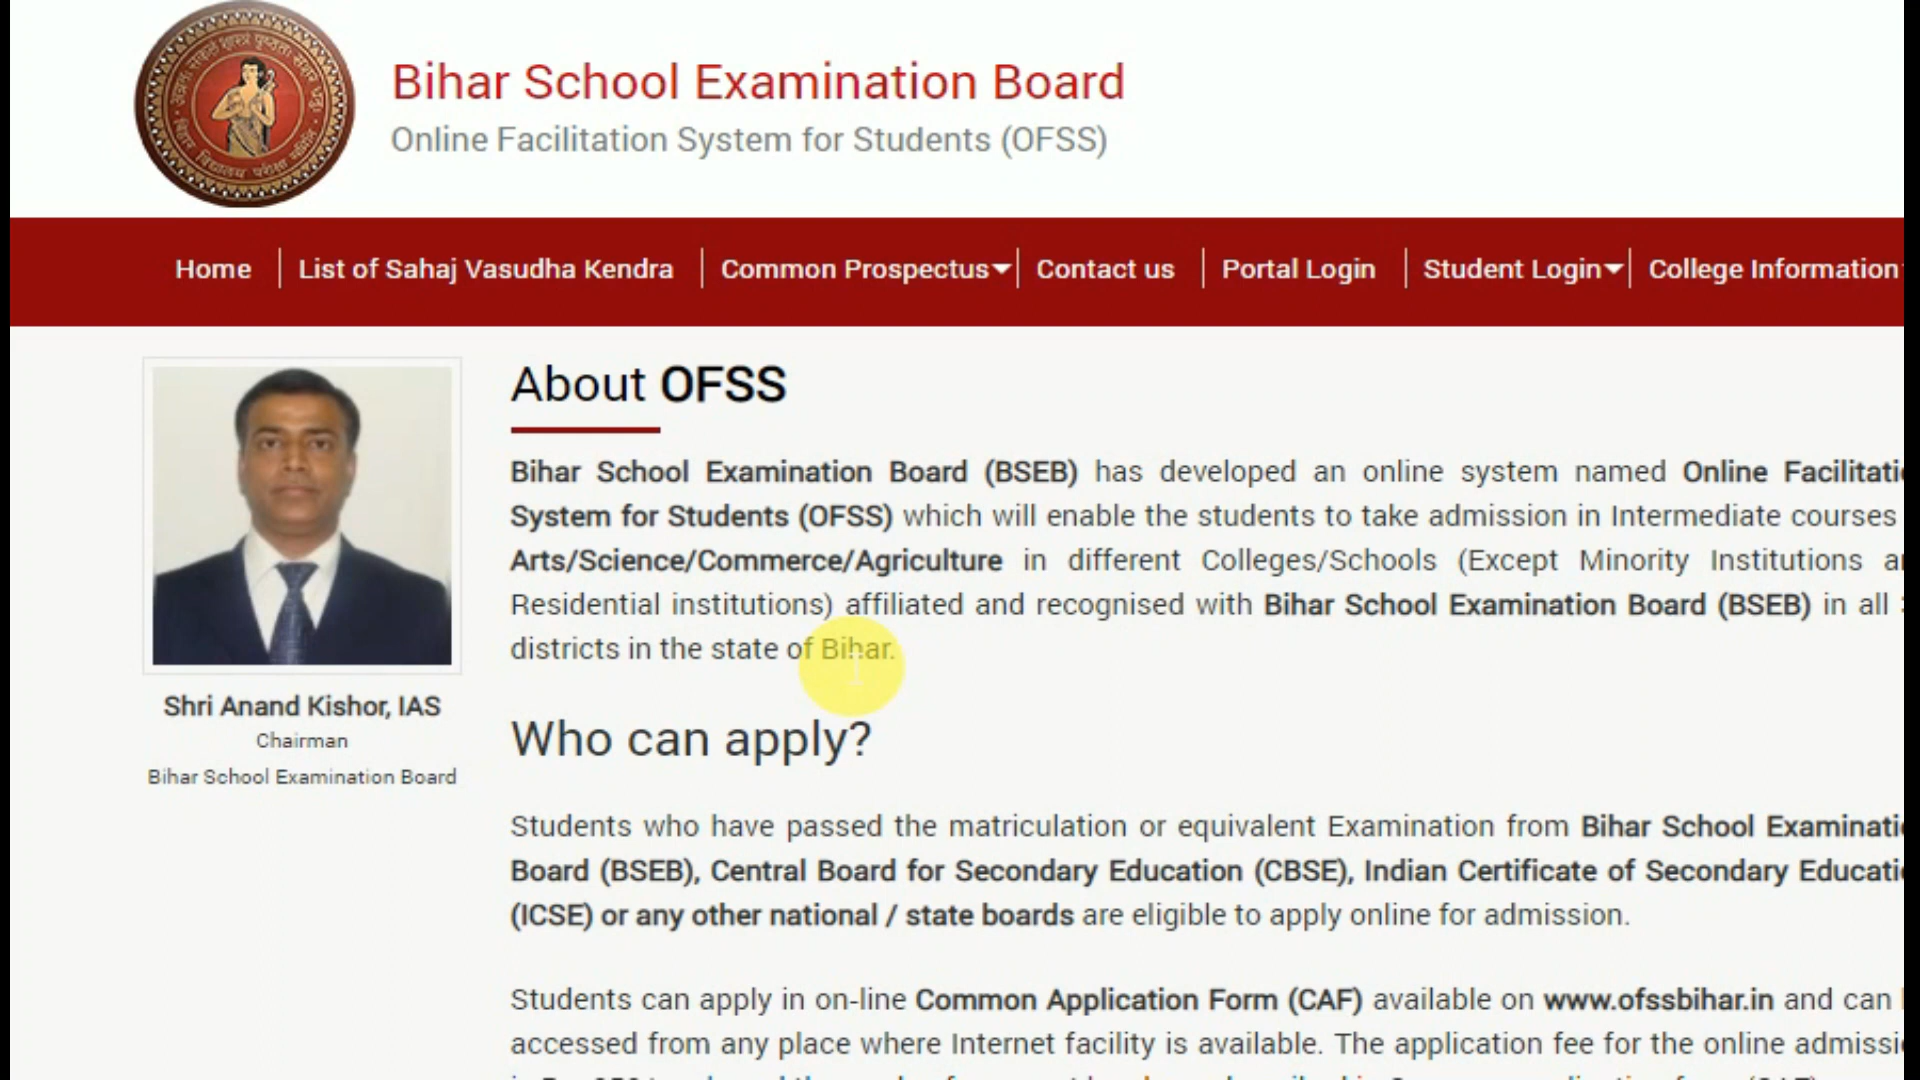 Bihar School Examination Board
Online Facilitation System for Students (OFSS)
Home
List of Sahaj Vasudha Kendra
Common Prospectus
Contact us
Portal Login
Student Login
College Information
About OFSS
Bihar School Examination Board (BSEB) has developed an online system named Online Facilitati
System for Students (OFSS) which will enable the students to take admission in Intermediate courses
Arts/Science/Commerce/Agriculture in different Colleges/Schools (Except Minority Institutions a
Residential institutions) affiliated and recognised with Bihar School Examination Board (BSEB) in all
districts in the state of Bihar.
Shri Anand Kishor, IAS
Chairman
Bihar School Examination Board
Who can apply?
Students who have passed the matriculation or equivalent Examination from Bihar School Examinati
Board (BSEB), Central Board for Secondary Education (CBSE), Indian Certificate of Secondary Educati
(ICSE) or any other national / state boards are eligible to apply online for admission.
Students can apply in on-line Common Application Form (CAF) available on www.ofssbihar.in and can
accessed from any place where Internet facility is available. The application fee for the online admissi